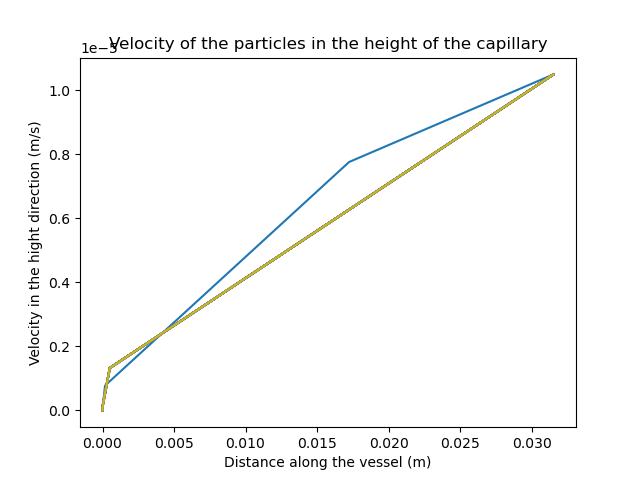 Velocity of the particles in the height of the capillary
1e−5
1.0
0.8
0.6
0.4
0.2
0.0
Velocity in the hight direction (m/s)
0.000 0.005 0.010 0.015 0.020 0.025 0.030
Distance along the vessel (m)